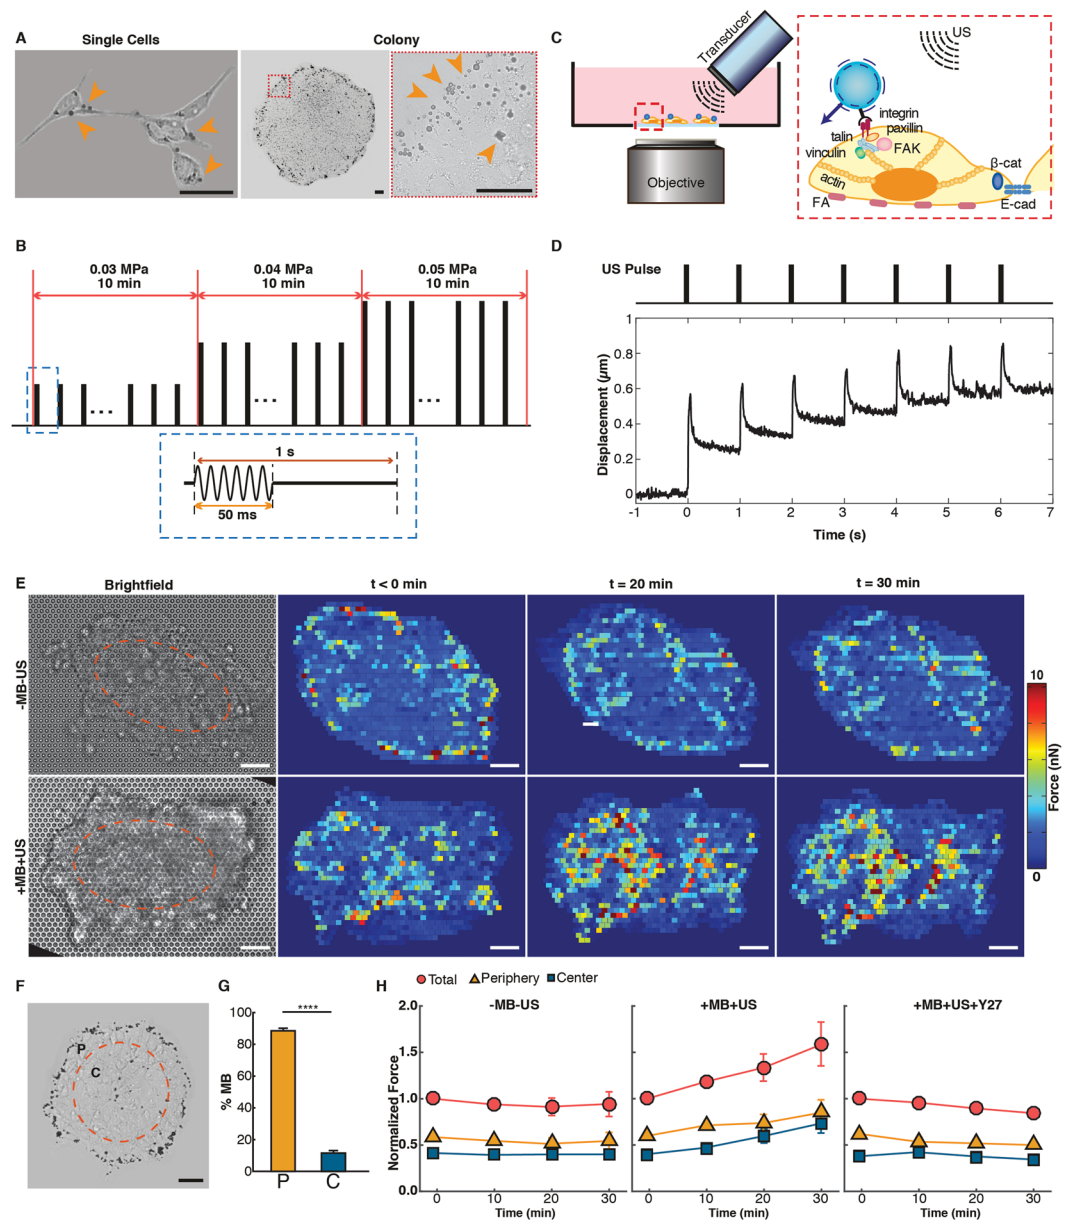 A
Single Cells
Colony
B
0.03 MPa
10 min
0.04 MPa
10 min
0.05 MPa
10 min
...
...
...
1 s
50 ms
C
Transducer
Objective
US
integrin
paxillin
talin
FAK
vinculin
β-cat
actin
FA
E-cad
D
US Pulse
Displacement (µm)
1
0.8
0.6
0.4
0.2
0
-1 0 1 2 3 4 5 6 7
Time (s)
E
Brightfield
t < 0 min
t = 20 min
t = 30 min
-MB-US
+MB+US
10
Force (nN)
0
F
P
C
G
****
% MB
100
80
60
40
20
0
P C
H
Total Periphery Center
-MB-US
+MB+US
+MB+US+Y27
Normalized Force
2.0
1.5
1.0
0.5
0.0
0 10 20 30
Time (min)
0 10 20 30
Time (min)
0 10 20 30
Time (min)